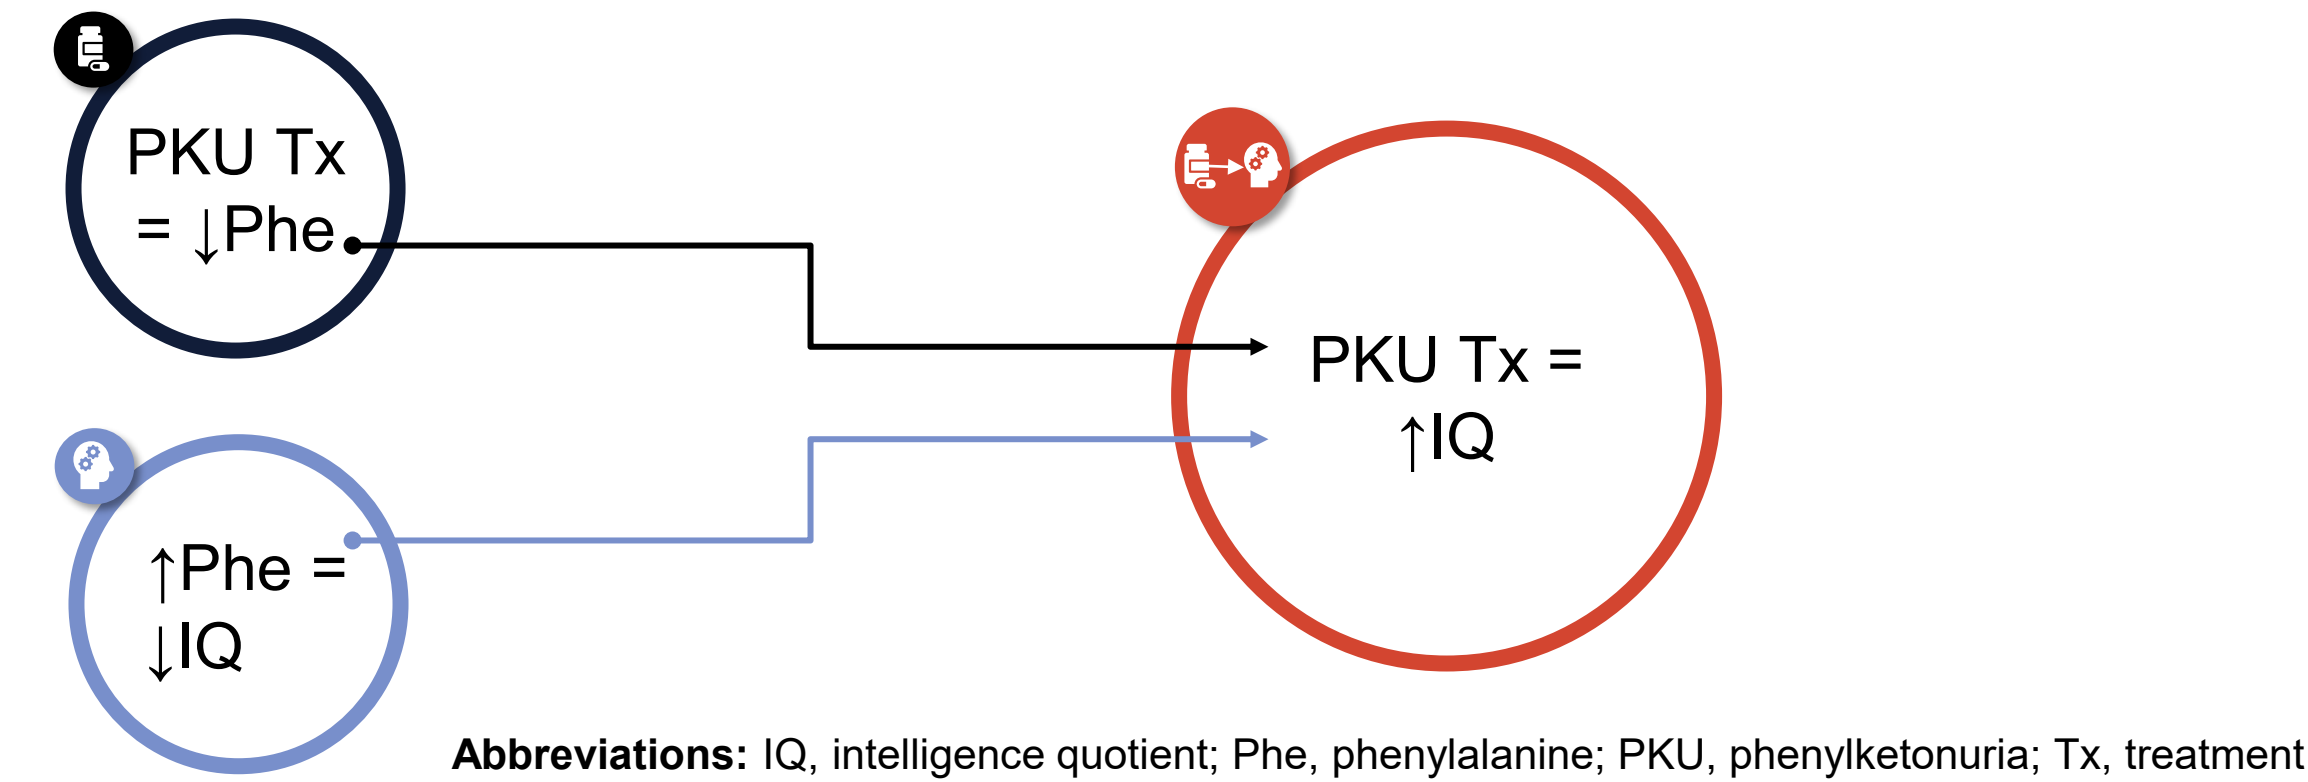 PKU Tx
= ↓Phe
↑Phe =
↓IQ
PKU Tx =
↑IQ
Abbreviations: IQ, intelligence quotient; Phe, phenylalanine; PKU, phenylketonuria; Tx, treatment